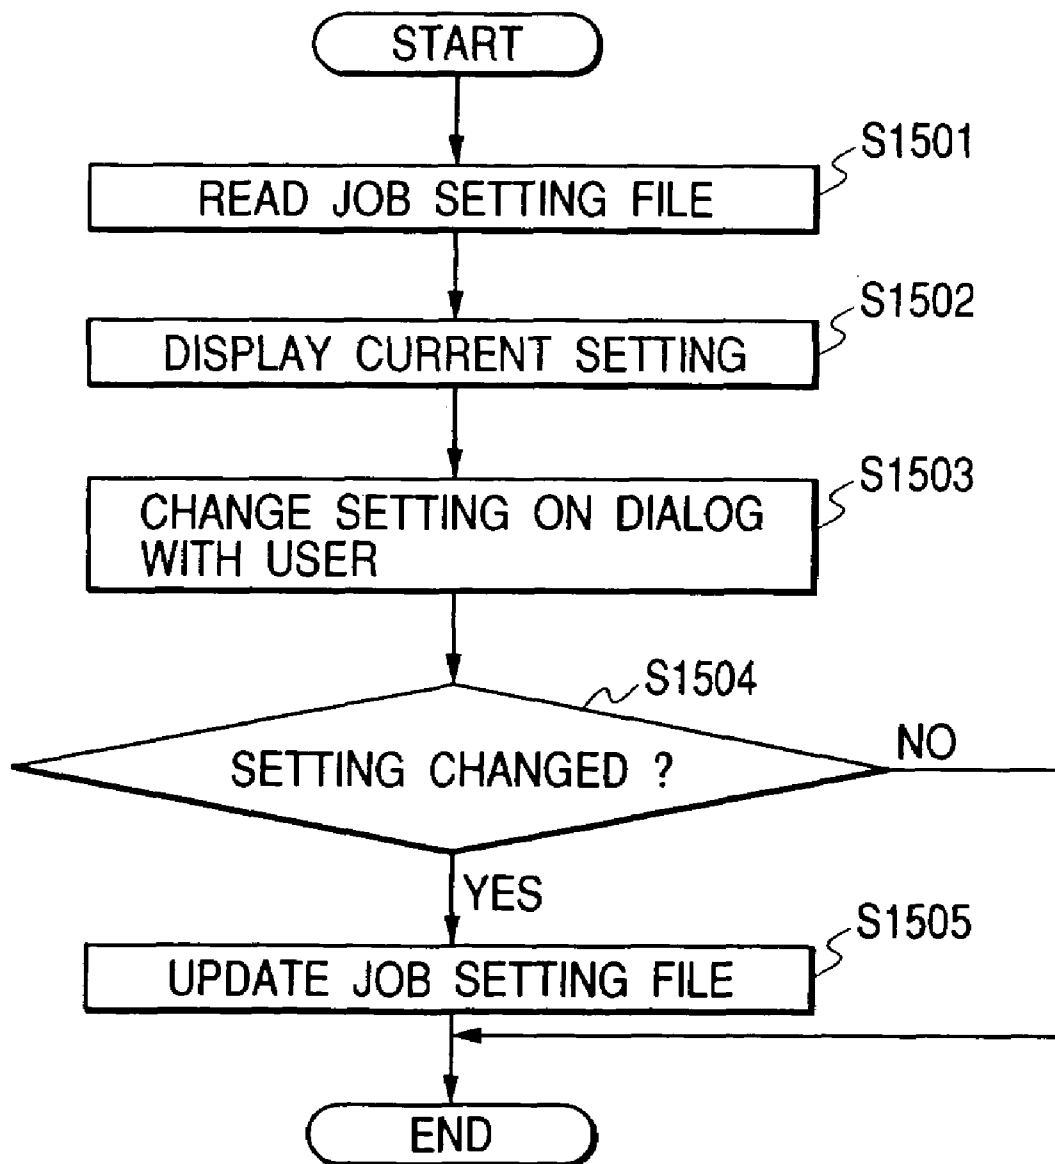 START
S1501
READ JOB SETTING FILE
S1502
DISPLAY CURRENT SETTING
S1503
CHANGE SETTING ON DIALOG
WITH USER
S1504
SETTING CHANGED ?
NO
YES
S1505
UPDATE JOB SETTING FILE
END